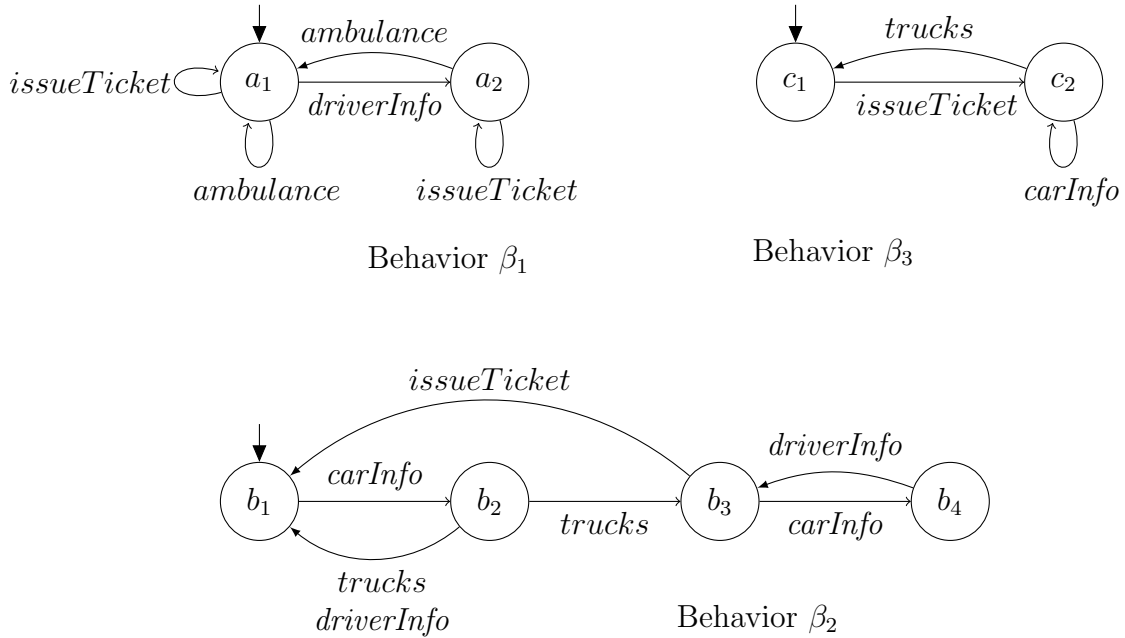 ambulance
trucks
issueTicket
a₁
a₂
c₁
c₂
driverInfo
issueTicket
ambulance
issueTicket
carInfo
Behavior β₁
Behavior β₃
issueTicket
driverInfo
carInfo
b₁
b₂
b₃
b₄
trucks
carInfo
trucks
driverInfo
Behavior β₂